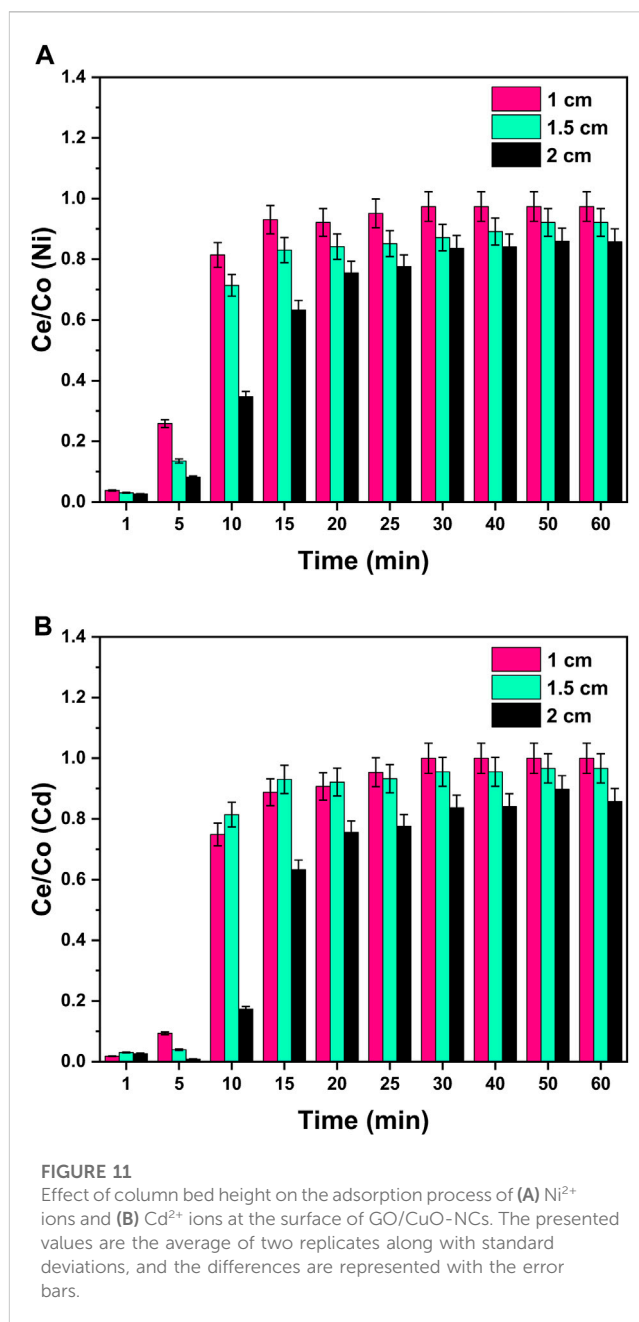 A
1.4
1.2
1.0
0.8
0.6
0.4
0.2
0.0
Ce/Co (Ni)
1 cm
1.5 cm
2 cm
1 5 10 15 20 25 30 40 50 60
Time (min)
B
1.4
1.2
1.0
0.8
0.6
0.4
0.2
0.0
Ce/Co (Cd)
1 cm
1.5 cm
2 cm
1 5 10 15 20 25 30 40 50 60
Time (min)
FIGURE 11
Effect of column bed height on the adsorption process of (A) Ni²⁺
ions and (B) Cd²⁺ ions at the surface of GO/CuO-NCs. The presented
values are the average of two replicates along with standard
deviations, and the differences are represented with the error
bars.